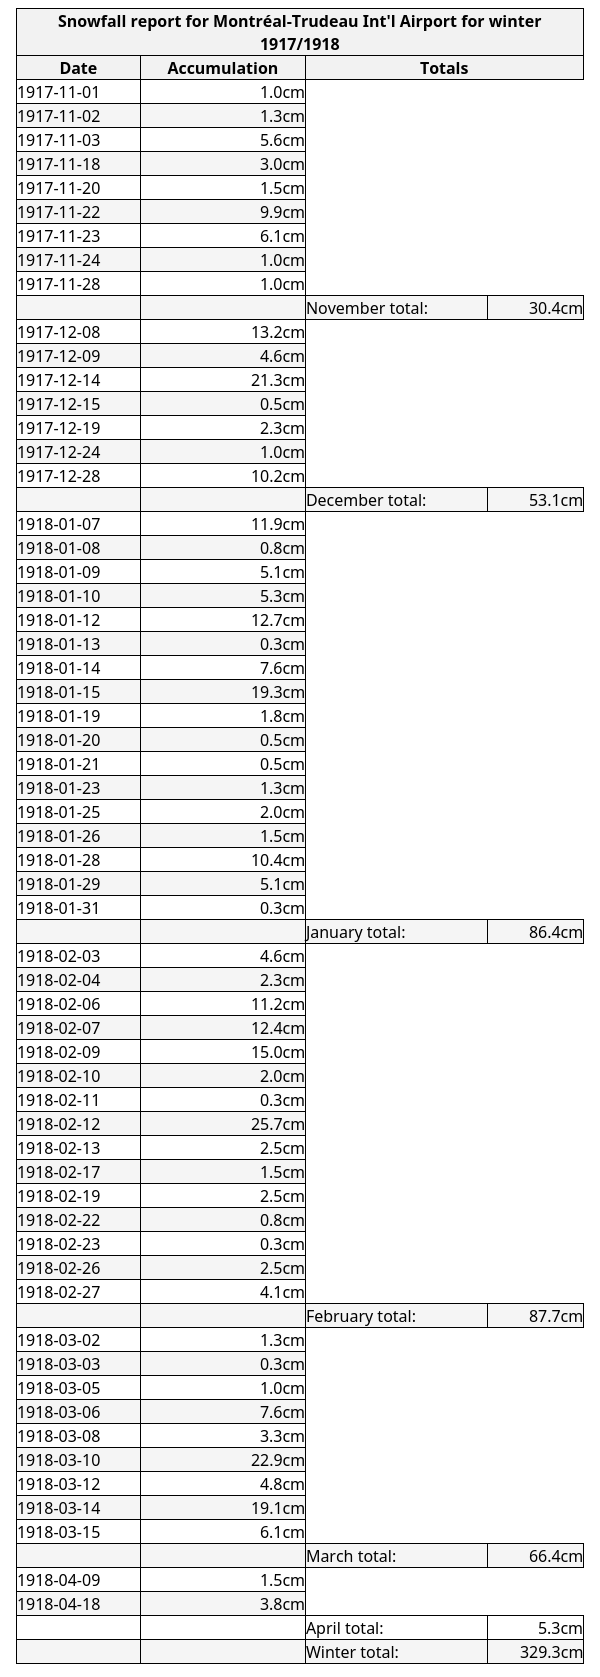 Snowfall report for Montréal-Trudeau Int'l Airport for winter
1917/1918
Date Accumulation Totals
1917-11-01 1.0cm
1917-11-02 1.3cm
1917-11-03 5.6cm
1917-11-18 3.0cm
1917-11-20 1.5cm
1917-11-22 9.9cm
1917-11-23 6.1cm
1917-11-24 1.0cm
1917-11-28 1.0cm
November total: 30.4cm
1917-12-08 13.2cm
1917-12-09 4.6cm
1917-12-14 21.3cm
1917-12-15 0.5cm
1917-12-19 2.3cm
1917-12-24 1.0cm
1917-12-28 10.2cm
December total: 53.1cm
1918-01-07 11.9cm
1918-01-08 0.8cm
1918-01-09 5.1cm
1918-01-10 5.3cm
1918-01-12 12.7cm
1918-01-13 0.3cm
1918-01-14 7.6cm
1918-01-15 19.3cm
1918-01-19 1.8cm
1918-01-20 0.5cm
1918-01-21 0.5cm
1918-01-23 1.3cm
1918-01-25 2.0cm
1918-01-26 1.5cm
1918-01-28 10.4cm
1918-01-29 5.1cm
1918-01-31 0.3cm
January total: 86.4cm
1918-02-03 4.6cm
1918-02-04 2.3cm
1918-02-06 11.2cm
1918-02-07 12.4cm
1918-02-09 15.0cm
1918-02-10 2.0cm
1918-02-11 0.3cm
1918-02-12 25.7cm
1918-02-13 2.5cm
1918-02-17 1.5cm
1918-02-19 2.5cm
1918-02-22 0.8cm
1918-02-23 0.3cm
1918-02-26 2.5cm
1918-02-27 4.1cm
February total: 87.7cm
1918-03-02 1.3cm
1918-03-03 0.3cm
1918-03-05 1.0cm
1918-03-06 7.6cm
1918-03-08 3.3cm
1918-03-10 22.9cm
1918-03-12 4.8cm
1918-03-14 19.1cm
1918-03-15 6.1cm
March total: 66.4cm
1918-04-09 1.5cm
1918-04-18 3.8cm
April total: 5.3cm
Winter total: 329.3cm